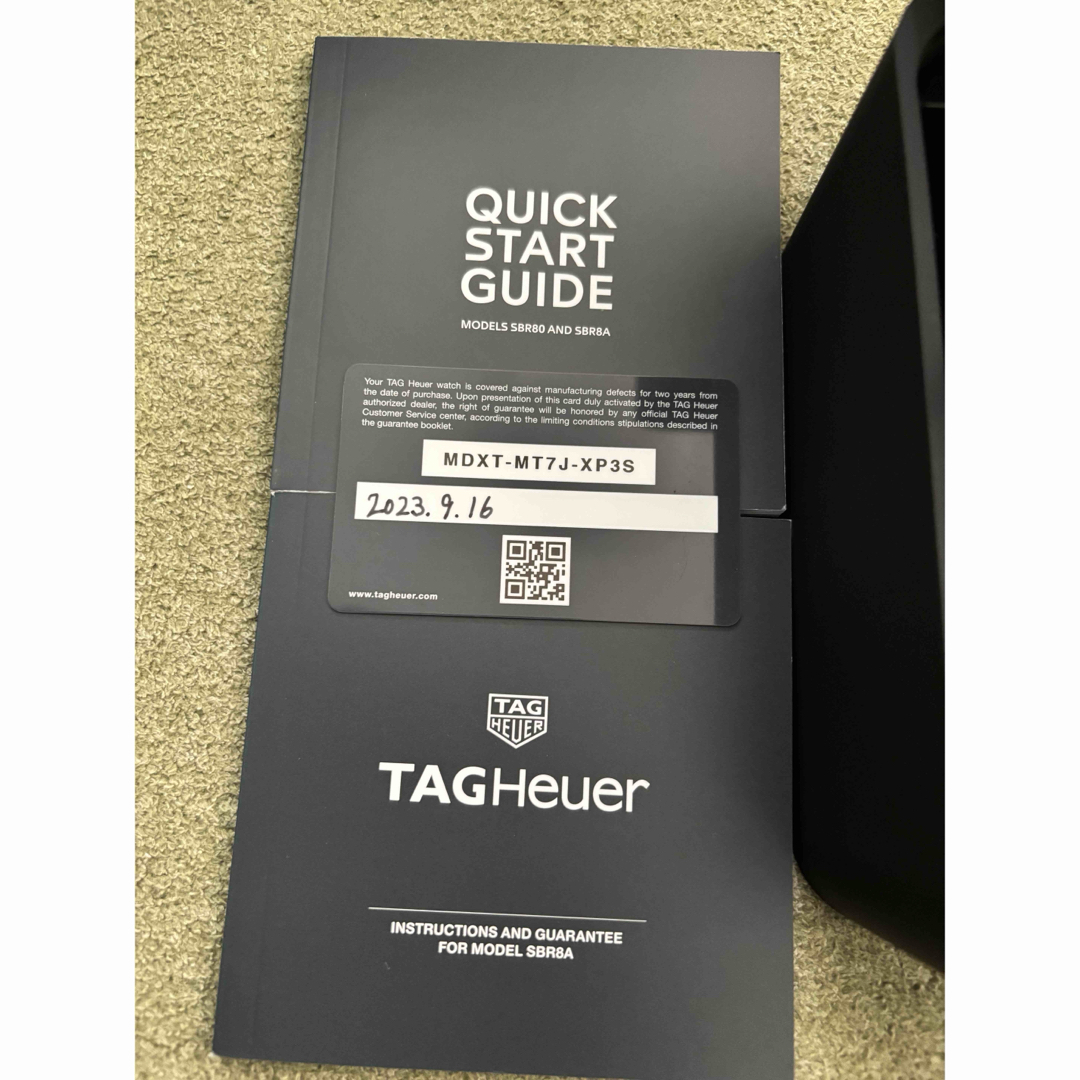 QUICK
START
GUIDE
MODELS SBR80 AND SBR8A
Your TAG Heuer watch is covered against manufacturing defects for two years from
the date of purchase. Upon presentation of this card duly activated by the TAG Heuer
authorized dealer, the right of guarantee will be honored by any official TAG Heuer
Customer Service center, according to the limiting conditions stipulations described in
the guarantee booklet.
MDXT-MT7J-XP3S
2023.9.16
www.tagheuer.com
TAG
HEUER
TAGHeuer
INSTRUCTIONS AND GUARANTEE
FOR MODEL SBR8A